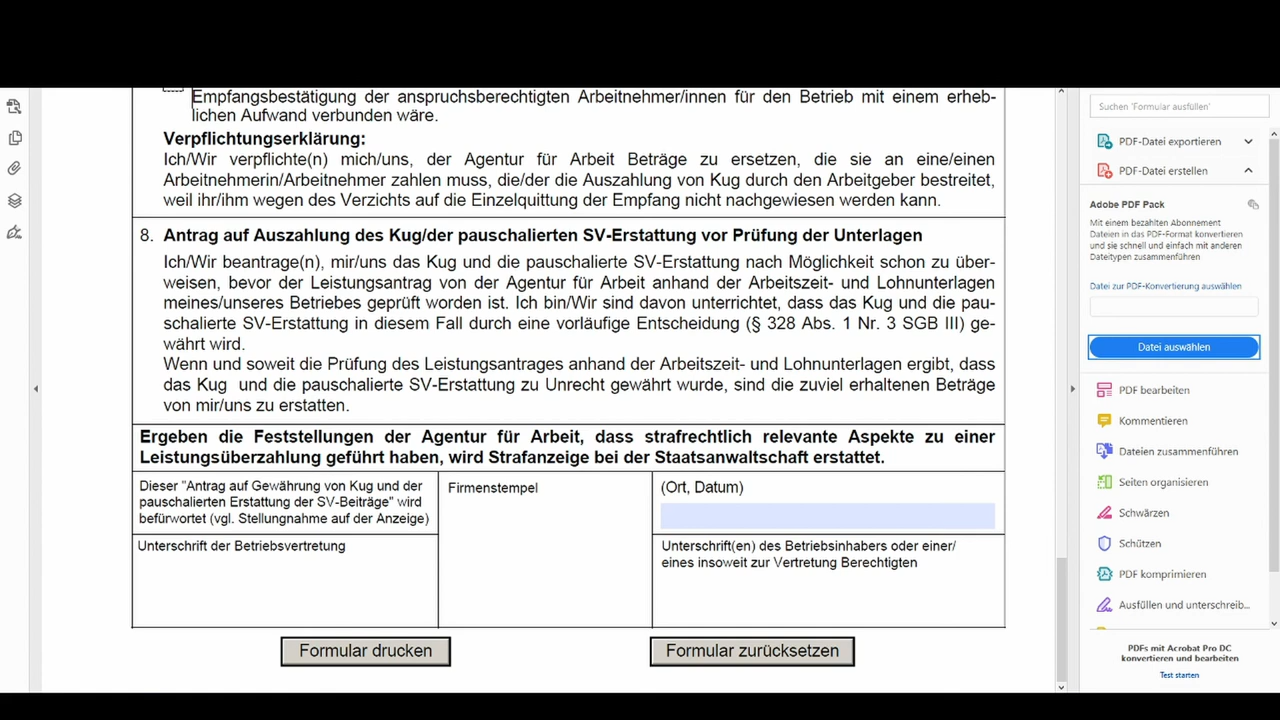 Empfangsbestätigung der anspruchsberechtigten Arbeitnehmer/innen für den Betrieb mit einem erheb-
lichen Aufwand verbunden wäre.
Verpflichtungserklärung:
Ich/Wir verpflichte(n) mich/uns, der Agentur für Arbeit Beträge zu ersetzen, die sie an eine/einen
Arbeitnehmerin/Arbeitnehmer zahlen muss, die/der die Auszahlung von Kug durch den Arbeitgeber bestreitet,
weil ihr/ihm wegen des Verzichts auf die Einzelquittung der Empfang nicht nachgewiesen werden kann.
8. Antrag auf Auszahlung des Kug/der pauschalierten SV-Erstattung vor Prüfung der Unterlagen
Ich/Wir beantrage(n), mir/uns das Kug und die pauschalierte SV-Erstattung nach Möglichkeit schon zu über-
weisen, bevor der Leistungsantrag von der Agentur für Arbeit anhand der Arbeitszeit- und Lohnunterlagen
meines/unseres Betriebes geprüft worden ist. Ich bin/Wir sind davon unterrichtet, dass das Kug und die pau-
schalierte SV-Erstattung in diesem Fall durch eine vorläufige Entscheidung (§ 328 Abs. 1 Nr. 3 SGB III) ge-
währt wird.
Wenn und soweit die Prüfung des Leistungsantrages anhand der Arbeitszeit- und Lohnunterlagen ergibt, dass
das Kug und die pauschalierte SV-Erstattung zu Unrecht gewährt wurde, sind die zuviel erhaltenen Beträge
von mir/uns zu erstatten.
Ergeben die Feststellungen der Agentur für Arbeit, dass strafrechtlich relevante Aspekte zu einer
Leistungsüberzahlung geführt haben, wird Strafanzeige bei der Staatsanwaltschaft erstattet.
Dieser "Antrag auf Gewährung von Kug und der
pauschalierten Erstattung der SV-Beiträge" wird
befürwortet (vgl. Stellungnahme auf der Anzeige)
Unterschrift der Betriebsvertretung
Firmenstempel
(Ort, Datum)
Unterschrift(en) des Betriebsinhabers oder einer/
eines insoweit zur Vertretung Berechtigten
Formular drucken
Formular zurücksetzen
Suchen 'Formular ausfüllen'
PDF-Datei exportieren
PDF-Datei erstellen
Adobe PDF Pack
Mit einem bezahlten Abonnement
Dateien in das PDF-Format konvertieren
und sie schnell und einfach mit anderen
Dateitypen zusammenführen
Datei zur PDF-Konvertierung auswählen
Datei auswählen
PDF bearbeiten
Kommentieren
Dateien zusammenführen
Seiten organisieren
Schwärzen
Schützen
PDF komprimieren
Ausfüllen und unterschreib...
PDFs mit Acrobat Pro DC
konvertieren und bearbeiten
Test starten